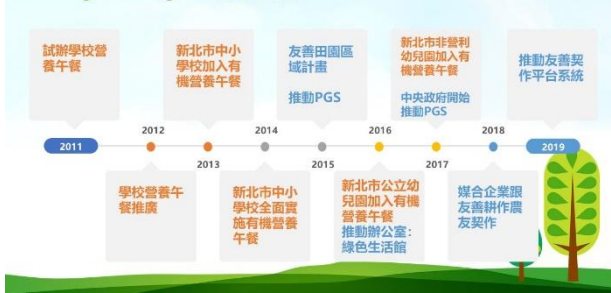 試辦學校營
養午餐
新北市中小
學校加入有
機營養午餐
友善田園區
域計畫
推動PGS
新北市非營利
幼兒園加入有
機營養午餐
中央政府開始
推動PGS
推動友善契
作平台系統
2011
2012
2013
2014
2015
2016
2017
2018
2019
學校營養午
餐推廣
新北市中小
學校全面實
施有機營養
午餐
新北市公立幼
兒園加入有機
營養午餐
推動辦公室:
綠色生活館
媒合企業跟
友善耕作農
友契作